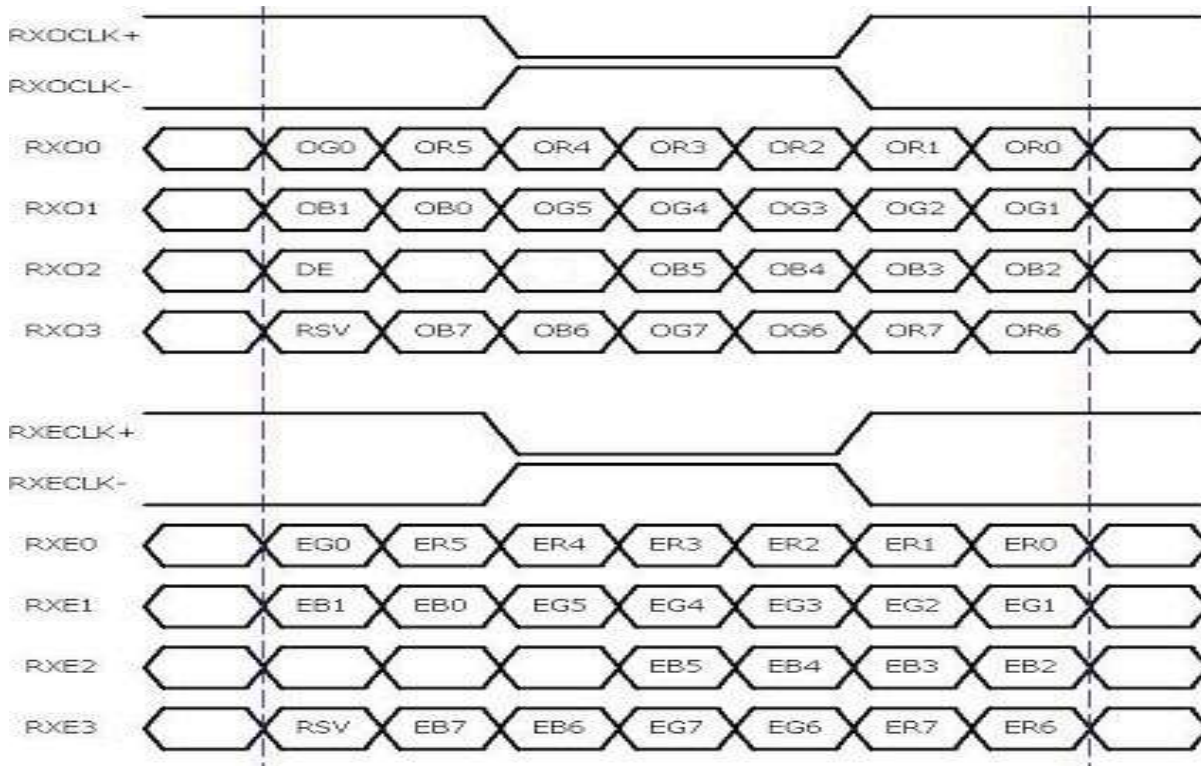 RXOCLK+
RXOCLK-
RXO0 OG0 OR5 OR4 OR3 OR2 OR1 OR0
RXO1 OB1 OB0 OG5 OG4 OG3 OG2 OG1
RXO2 DE OB5 OB4 OB3 OB2
RXO3 RSV OB7 OB6 OG7 OG6 OR7 OR6
RXECLK+
RXECLK-
RXE0 EG0 ER5 ER4 ER3 ER2 ER1 ER0
RXE1 EB1 EB0 EG5 EG4 EG3 EG2 EG1
RXE2 EB5 EB4 EB3 EB2
RXE3 RSV EB7 EB6 EG7 EG6 ER7 ER6